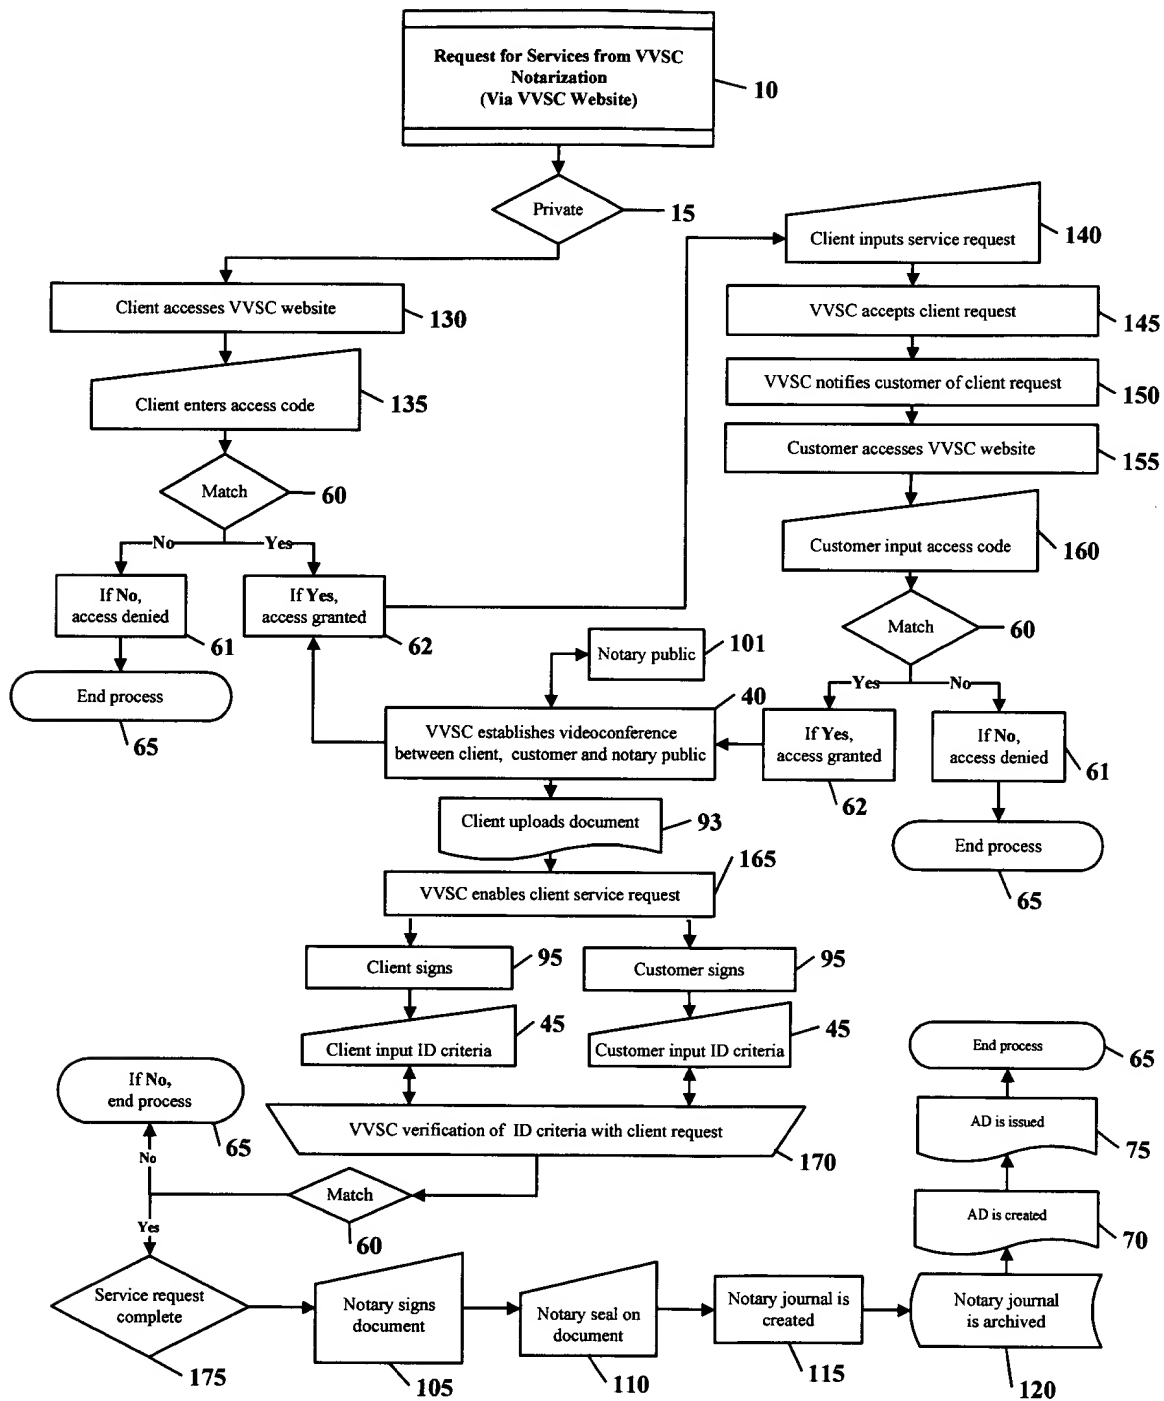 Request for Services from VVSC
Notarization
(Via VVSC Website)
10
Private
15
Client accesses VVSC website
130
Client enters access code
135
Match
60
No
Yes
If No,
access denied
61
If Yes,
access granted
62
End process
65
Client inputs service request
140
VVSC accepts client request
145
VVSC notifies customer of client request
150
Customer accesses VVSC website
155
Customer input access code
160
Match
60
Yes
No
If Yes,
access granted
62
If No,
access denied
61
End process
65
Notary public
101
VVSC establishes videoconference
between client, customer and notary public
40
Client uploads document
93
VVSC enables client service request
165
Client signs
95
Customer signs
95
Client input ID criteria
45
Customer input ID criteria
45
VVSC verification of ID criteria with client request
170
Match
60
If No,
end process
65
No
Yes
Service request
complete
175
Notary signs
document
105
Notary seal on
document
110
Notary journal is
created
115
Notary journal
is archived
120
AD is created
70
AD is issued
75
End process
65